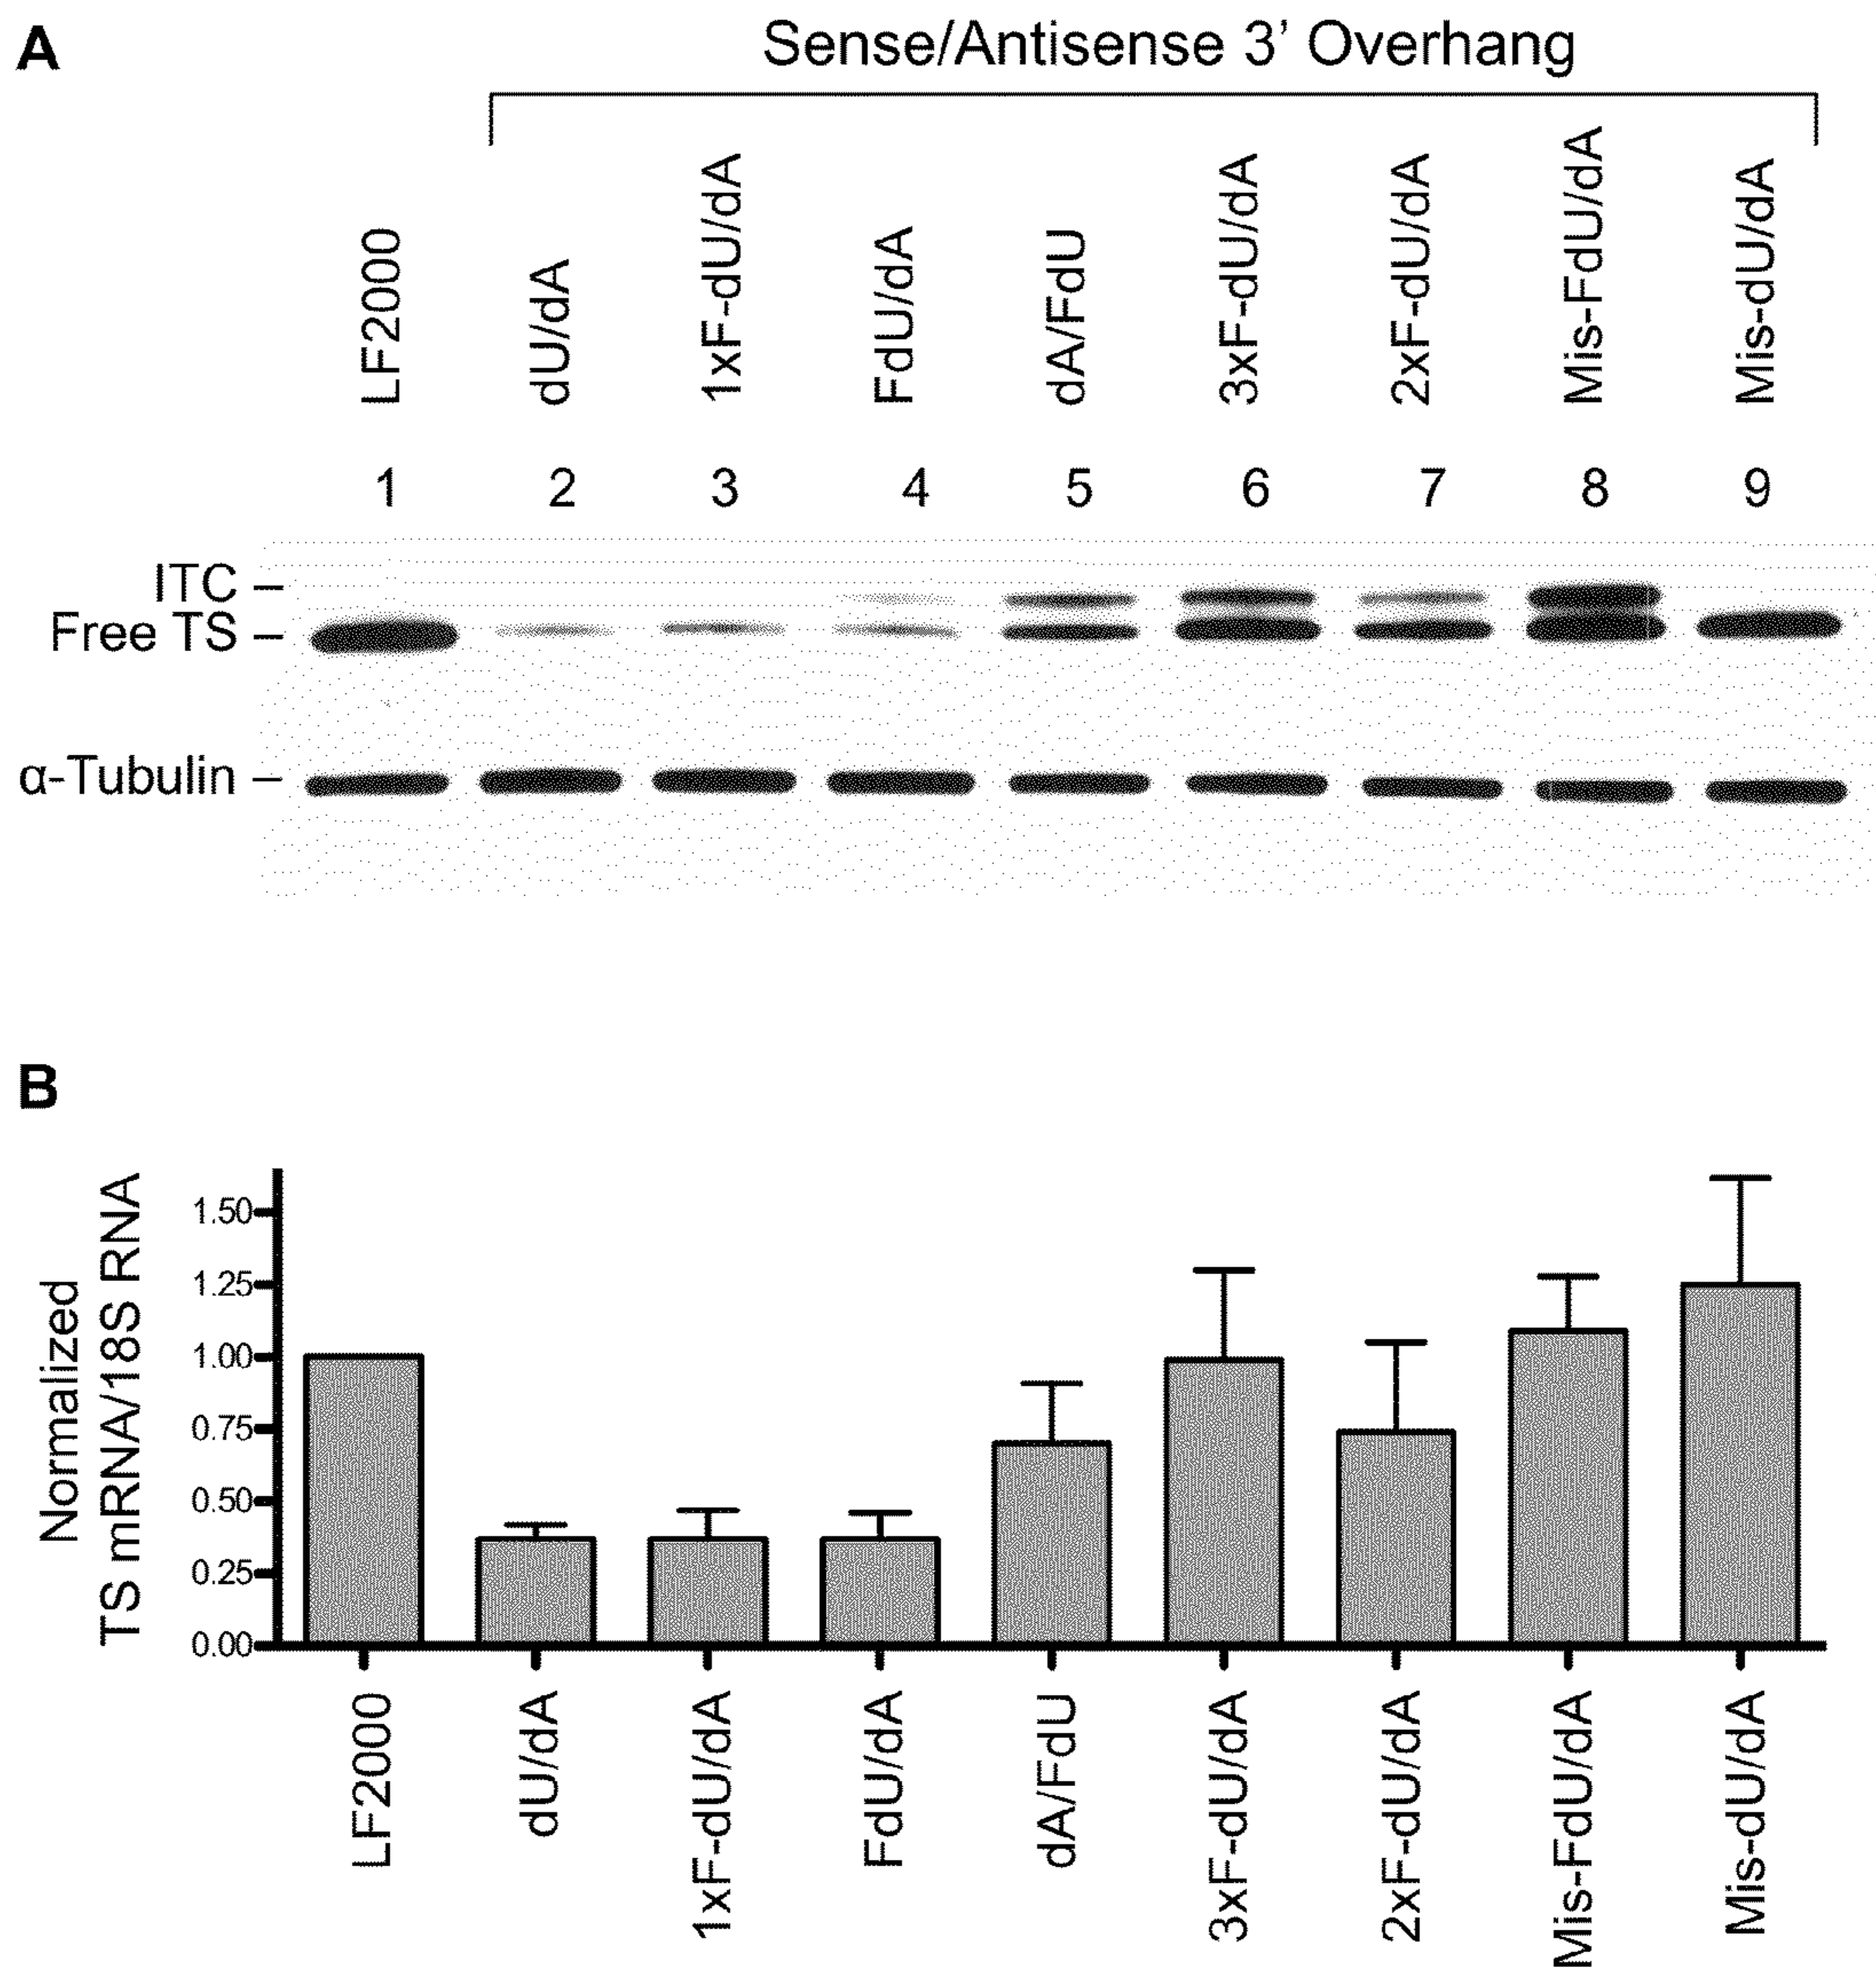 A
Sense/Antisense 3’ Overhang
LF2000
dU/dA
1xF-dU/dA
FdU/dA
dA/FdU
3xF-dU/dA
2xF-dU/dA
Mis-FdU/dA
Mis-dU/dA
1 2 3 4 5 6 7 8 9
ITC
Free TS
α-Tubulin
B
Normalized
TS mRNA/18S RNA
1.50
1.25
1.00
0.75
0.50
0.25
0.00
LF2000
dU/dA
1xF-dU/dA
FdU/dA
dA/FdU
3xF-dU/dA
2xF-dU/dA
Mis-FdU/dA
Mis-dU/dA